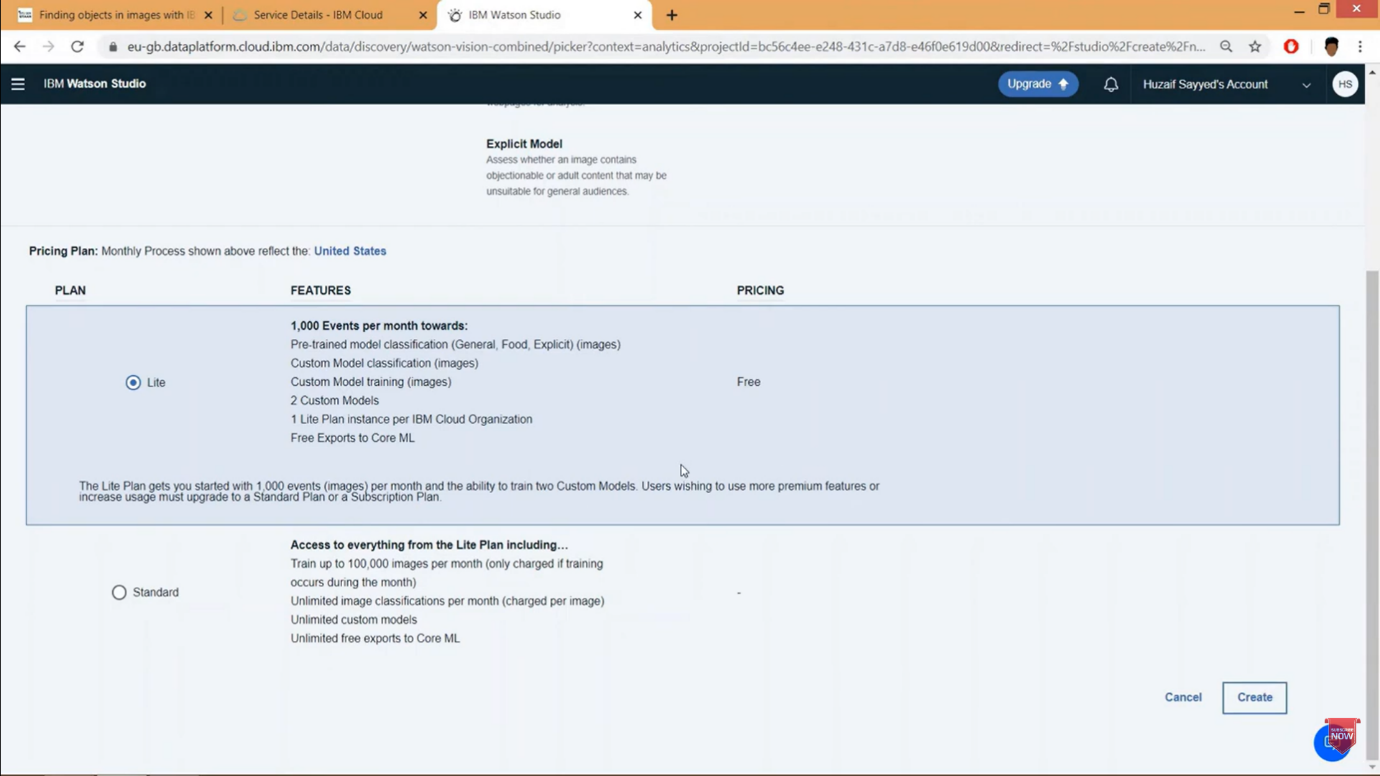 Finding objects in images with IB
Service Details - IBM Cloud
IBM Watson Studio
eu-gb.dataplatform.cloud.ibm.com/data/discovery/watson-vision-combined/picker?context=analytics&projectId=bc56c4ee-e248-431c-a7d8-e46f0e619d00&redirect=%2Fstudio%2Fcreate%2Fn...
IBM Watson Studio
Upgrade
Huzaif Sayyed's Account
HS
webpages for analysis.
Explicit Model
Assess whether an image contains
objectionable or adult content that may be
unsuitable for general audiences.
Pricing Plan: Monthly Process shown above reflect the: United States
PLAN
FEATURES
PRICING
1,000 Events per month towards:
Pre-trained model classification (General, Food, Explicit) (images)
Custom Model classification (images)
Lite
Custom Model training (images)
Free
2 Custom Models
1 Lite Plan instance per IBM Cloud Organization
Free Exports to Core ML
The Lite Plan gets you started with 1,000 events (images) per month and the ability to train two Custom Models. Users wishing to use more premium features or
increase usage must upgrade to a Standard Plan or a Subscription Plan.
Access to everything from the Lite Plan including...
Train up to 100,000 images per month (only charged if training
occurs during the month)
Standard
-
Unlimited image classifications per month (charged per image)
Unlimited custom models
Unlimited free exports to Core ML
Cancel
Create
SUBSCRIBE
NOW